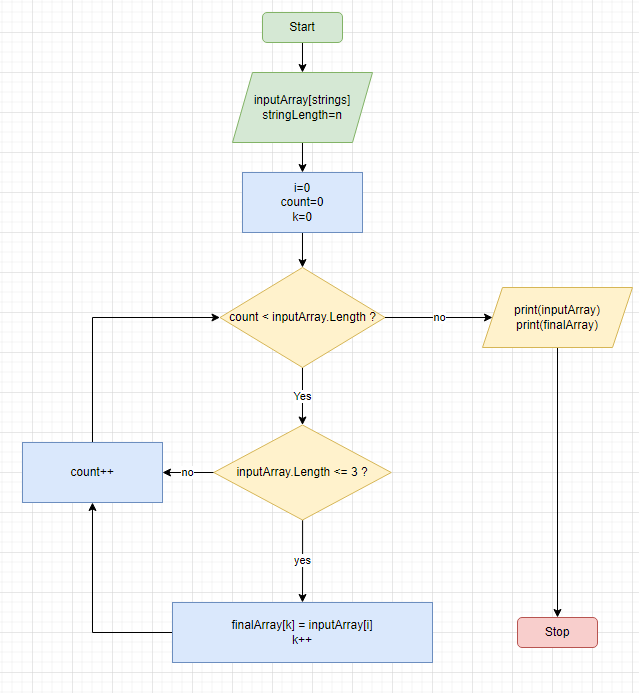 Start
inputArray[strings]
stringLength=n
i=0
count=0
k=0
count < inputArray.Length ?
no
print(inputArray)
print(finalArray)
Yes
inputArray.Length <= 3 ?
no
count++
yes
finalArray[k] = inputArray[i]
k++
Stop